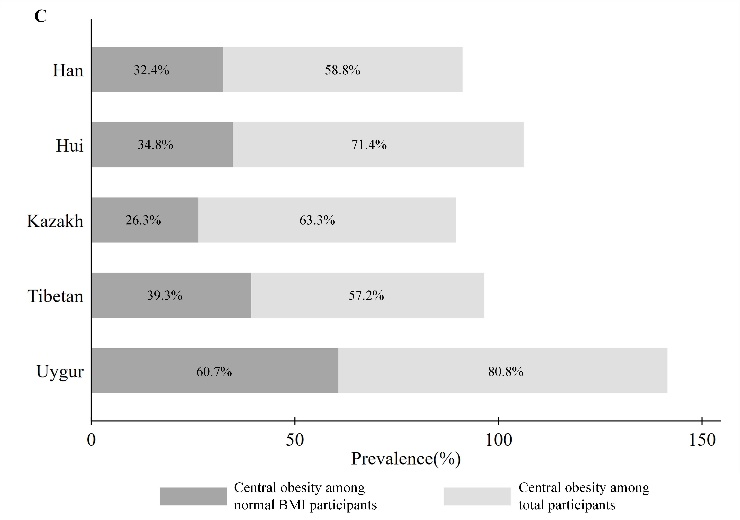 C
Han 32.4% 58.8%
Hui 34.8% 71.4%
Kazakh 26.3% 63.3%
Tibetan 39.3% 57.2%
Uygur 60.7% 80.8%
0 50 100 150
Prevalence(%)
Central obesity among
normal BMI participants
Central obesity among
total participants